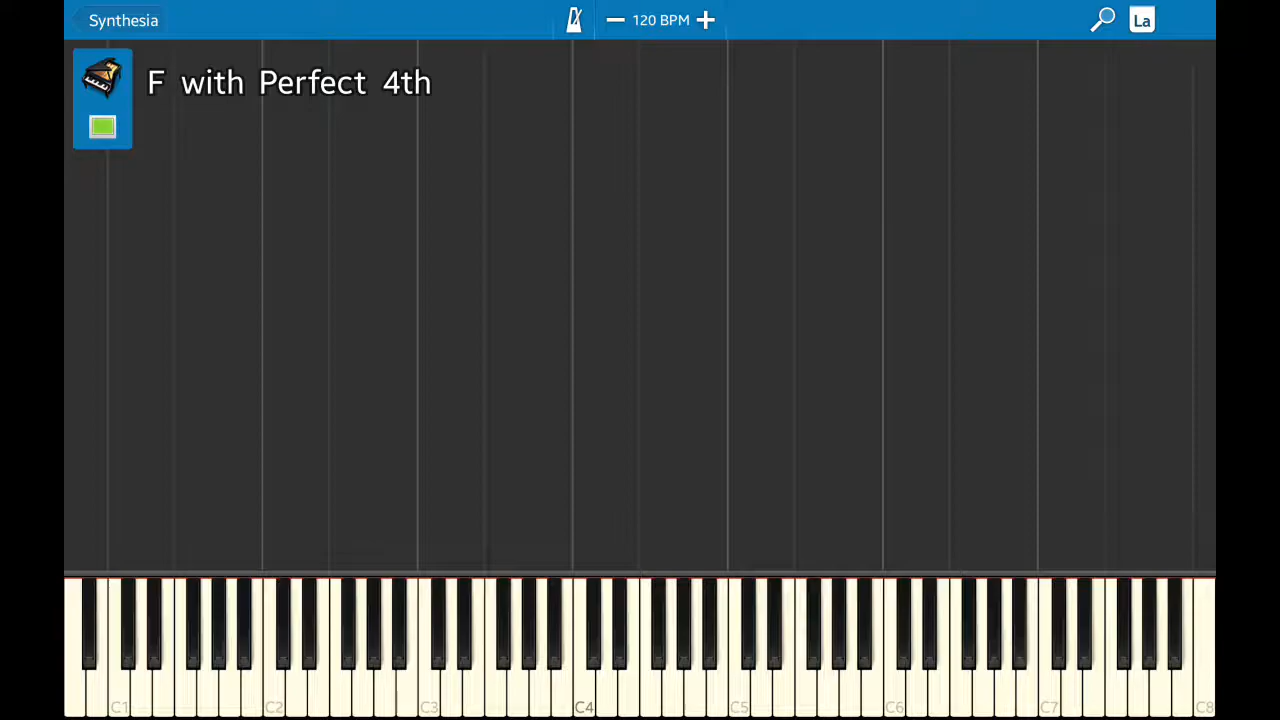 Synthesia
120 BPM
La
F with Perfect 4th
C1 C2 C3 C4 C5 C6 C7 C8